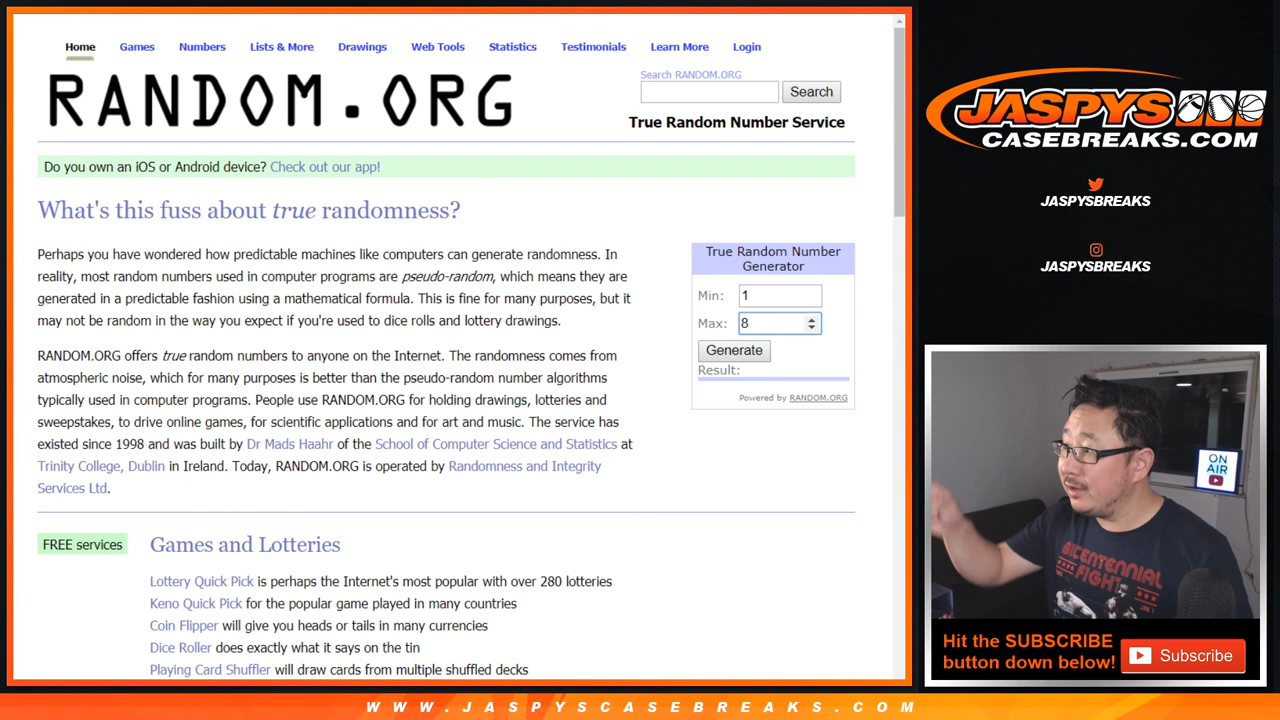 Home Games Numbers Lists & More Drawings Web Tools Statistics Testimonials Learn More Login
RANDOM.ORG
Search RANDOM.ORG
Search
True Random Number Service
Do you own an iOS or Android device? Check out our app!
What's this fuss about true randomness?
Perhaps you have wondered how predictable machines like computers can generate randomness. In
reality, most random numbers used in computer programs are pseudo-random, which means they are
generated in a predictable fashion using a mathematical formula. This is fine for many purposes, but it
may not be random in the way you expect if you're used to dice rolls and lottery drawings.
RANDOM.ORG offers true random numbers to anyone on the Internet. The randomness comes from
atmospheric noise, which for many purposes is better than the pseudo-random number algorithms
typically used in computer programs. People use RANDOM.ORG for holding drawings, lotteries and
sweepstakes, to drive online games, for scientific applications and for art and music. The service has
existed since 1998 and was built by Dr Mads Haahr of the School of Computer Science and Statistics at
Trinity College, Dublin in Ireland. Today, RANDOM.ORG is operated by Randomness and Integrity
Services Ltd.
True Random Number
Generator
Min: 1
Max: 8
Generate
Result:
Powered by RANDOM.ORG
FREE services
Games and Lotteries
Lottery Quick Pick is perhaps the Internet's most popular with over 280 lotteries
Keno Quick Pick for the popular game played in many countries
Coin Flipper will give you heads or tails in many currencies
Dice Roller does exactly what it says on the tin
Playing Card Shuffler will draw cards from multiple shuffled decks
JASPYS
CASEBREAKS.COM
JASPYSBREAKS
JASPYSBREAKS
ON
AIR
BICENTENNIAL
FIGHT
Hit the SUBSCRIBE
button down below!
Subscribe
WWW.JASPYSCASEBREAKS.COM